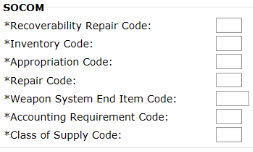 SOCOM
*Recoverability Repair Code:
*Inventory Code:
*Appropriation Code:
*Repair Code:
*Weapon System End Item Code:
*Accounting Requirement Code:
*Class of Supply Code: